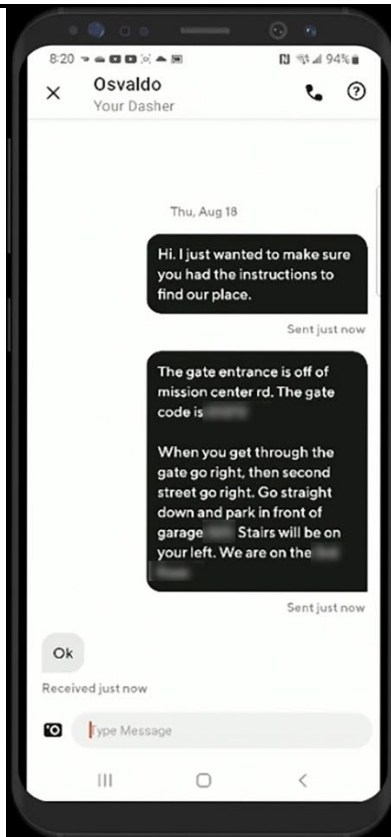 8:20
94%
Osvaldo
Your Dasher
Thu, Aug 18
Hi. I just wanted to make sure
you had the instructions to
find our place.
Sent just now
The gate entrance is off of
mission center rd. The gate
code is
When you get through the
gate go right, then second
street go right. Go straight
down and park in front of
garage Stairs will be on
your left. We are on the
Sent just now
Ok
Received just now
Type Message